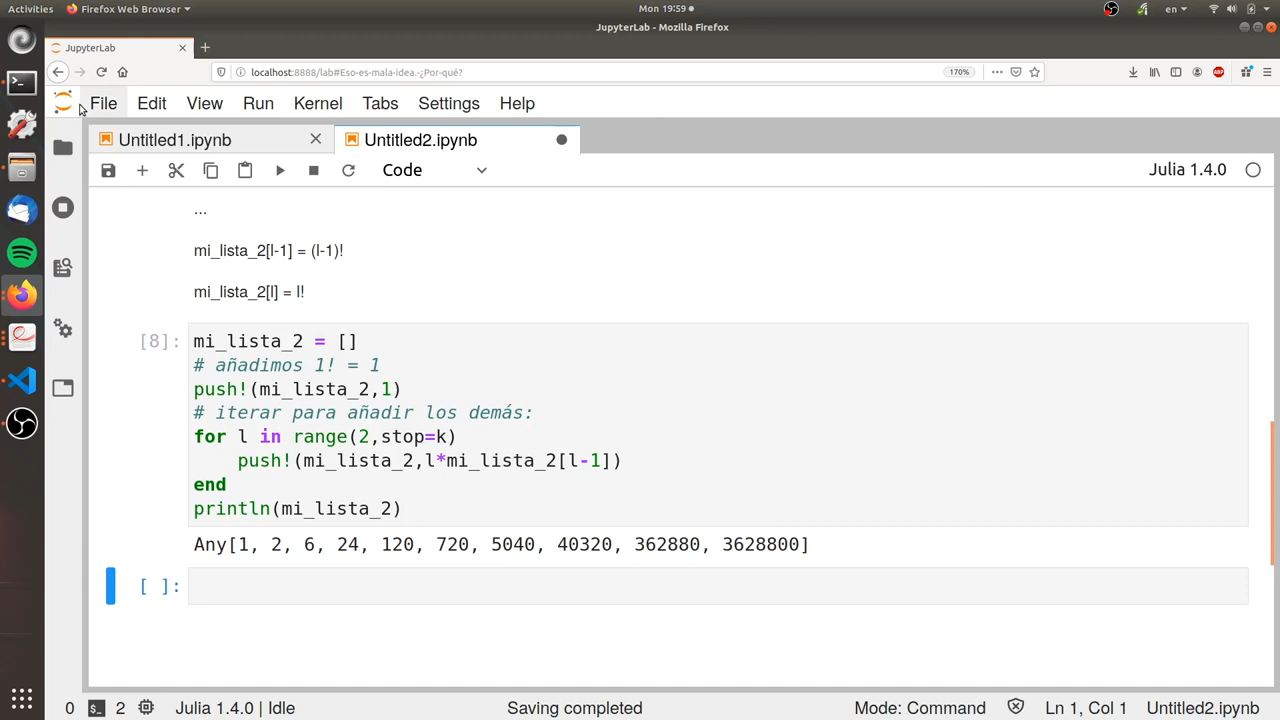 Activities
Firefox Web Browser
Mon 19:59
en
JupyterLab - Mozilla Firefox
JupyterLab
localhost:8888/lab#Eso-es-mala-idea.-¿Por-qué?
170%
ABP
File Edit View Run Kernel Tabs Settings Help
Untitled1.ipynb
Untitled2.ipynb
Code
Julia 1.4.0
...
mi_lista_2[l-1] = (l-1)!
mi_lista_2[l] = l!
[8]:
mi_lista_2 = []
# añadimos 1! = 1
push!(mi_lista_2,1)
# iterar para añadir los demás:
for l in range(2,stop=k)
    push!(mi_lista_2,l*mi_lista_2[l-1])
end
println(mi_lista_2)
Any[1, 2, 6, 24, 120, 720, 5040, 40320, 362880, 3628800]
[ ]:
0 $_ 2 Julia 1.4.0 | Idle Saving completed Mode: Command Ln 1, Col 1 Untitled2.ipynb